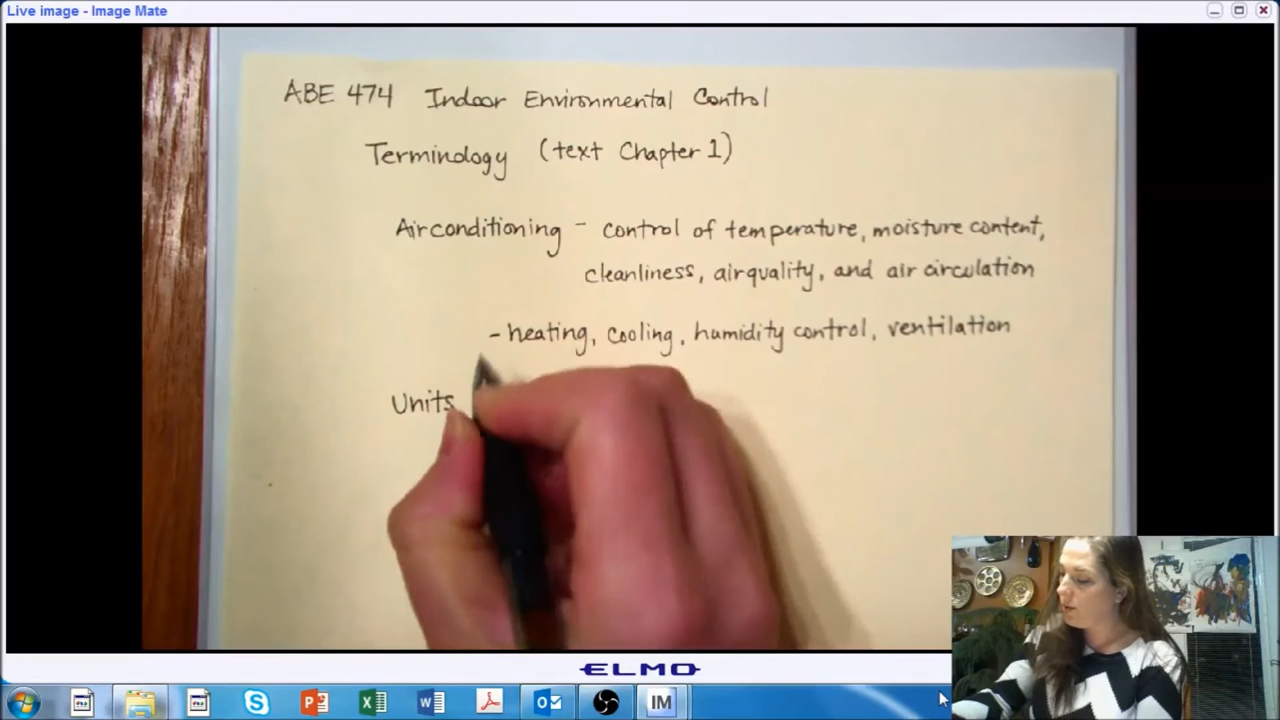 Live image - Image Mate
ABE 474 Indoor Environmental Control
Terminology (text Chapter 1)
Airconditioning - control of temperature, moisture content,
cleanliness, airquality, and air circulation
- heating, cooling, humidity control, ventilation
Units
ELMO
IM